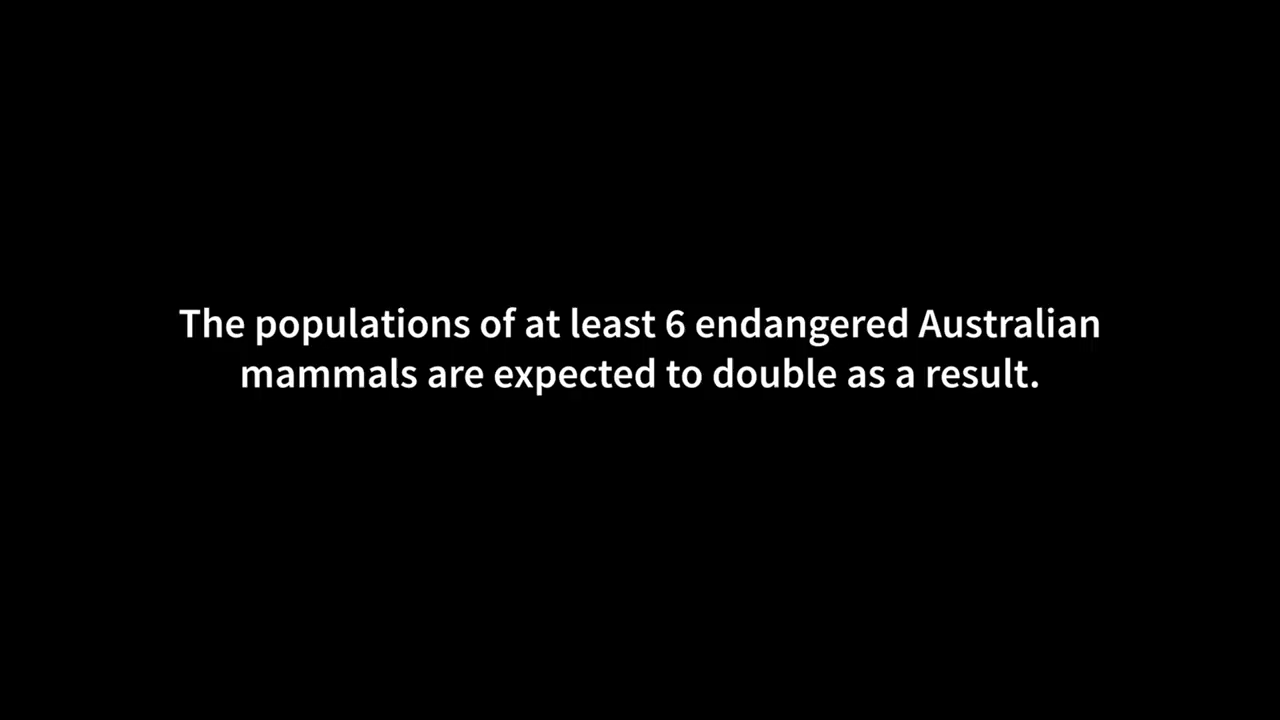 The populations of at least 6 endangered Australian
mammals are expected to double as a result.